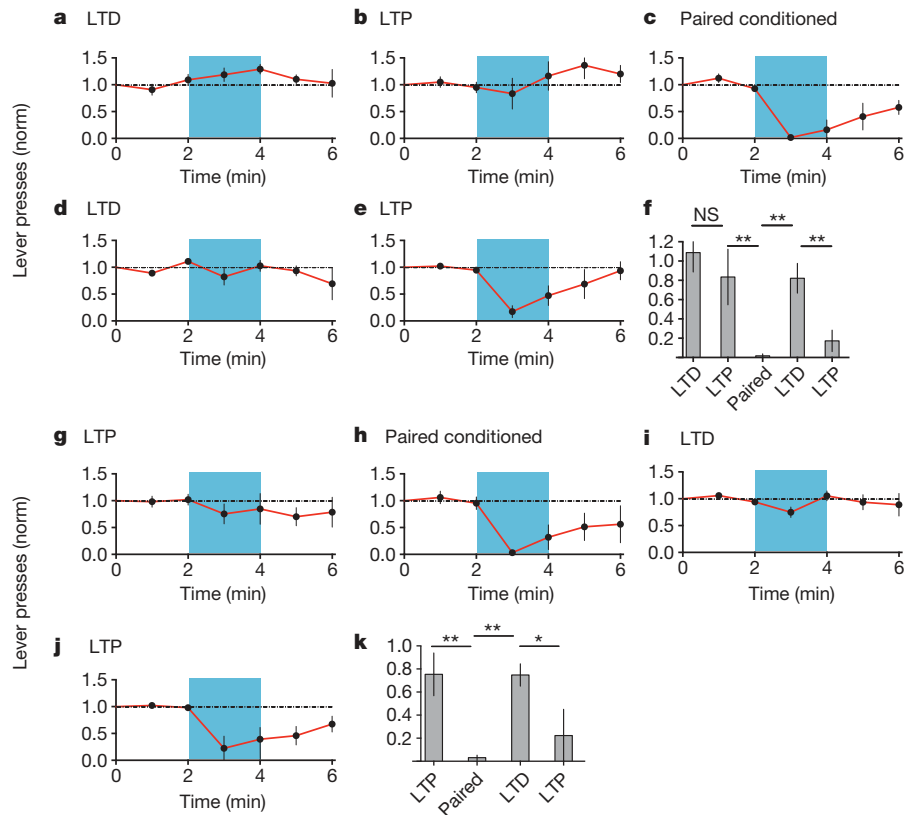 a LTD
b LTP
c Paired conditioned
Lever presses (norm)
1.5
1.0
0.5
0.0
0 2 4 6
Time (min)
1.5
1.0
0.5
0.0
0 2 4 6
Time (min)
1.5
1.0
0.5
0.0
0 2 4 6
Time (min)
d LTD
1.5
1.0
0.5
0.0
0 2 4 6
Time (min)
e LTP
1.5
1.0
0.5
0.0
0 2 4 6
Time (min)
f
NS ** ** **
1.2
1.0
0.8
0.6
0.4
0.2
LTD LTP Paired LTD LTP
g LTP
h Paired conditioned
i LTD
Lever presses (norm)
1.5
1.0
0.5
0.0
0 2 4 6
Time (min)
1.5
1.0
0.5
0.0
0 2 4 6
Time (min)
1.5
1.0
0.5
0.0
0 2 4 6
Time (min)
j LTP
1.5
1.0
0.5
0.0
0 2 4 6
Time (min)
k
** ** *
1.0
0.8
0.6
0.4
0.2
LTP Paired LTD LTP